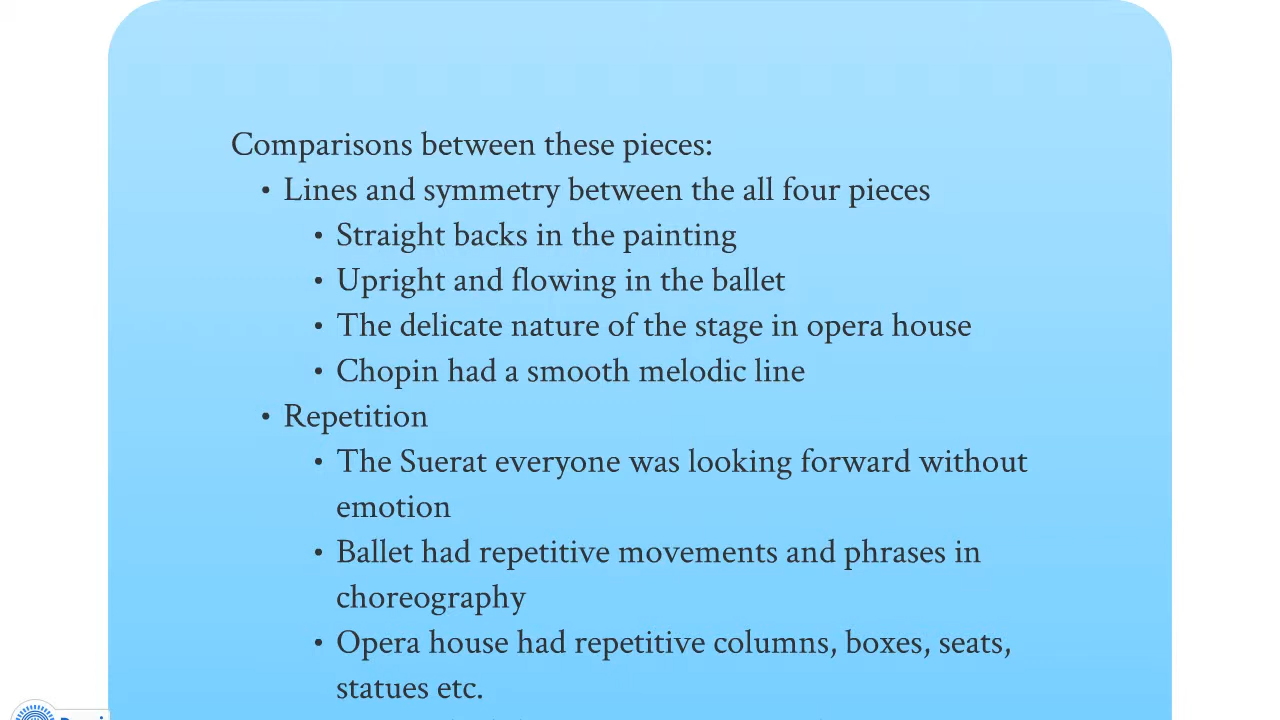 Comparisons between these pieces:
• Lines and symmetry between the all four pieces
• Straight backs in the painting
• Upright and flowing in the ballet
• The delicate nature of the stage in opera house
• Chopin had a smooth melodic line
• Repetition
• The Suerat everyone was looking forward without
emotion
• Ballet had repetitive movements and phrases in
choreography
• Opera house had repetitive columns, boxes, seats,
statues etc.